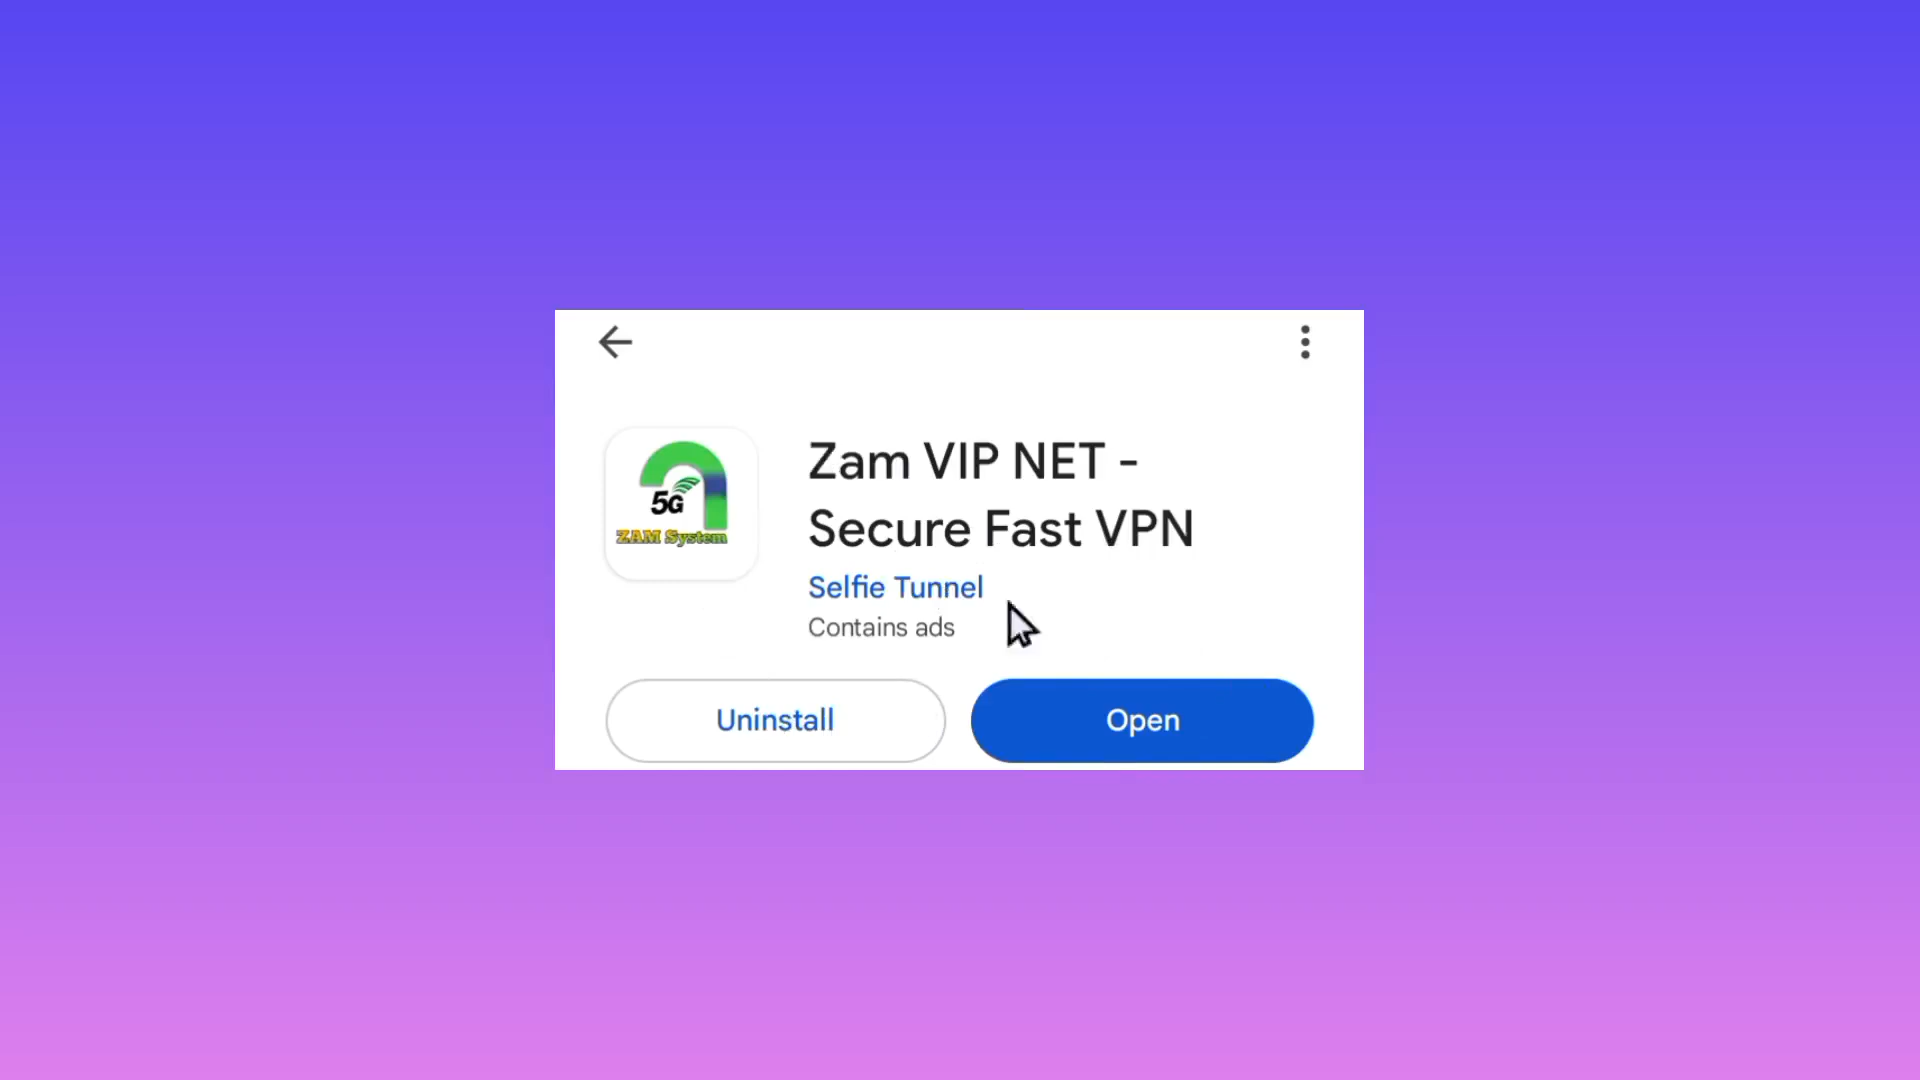 5G
ZAM System
Zam VIP NET -
Secure Fast VPN
Selfie Tunnel
Contains ads
Uninstall
Open